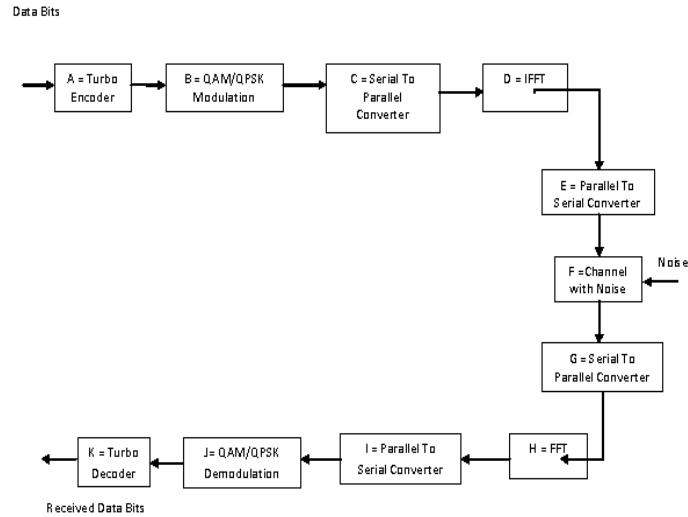 Data Bits
A = Turbo
Encoder
B = QAM/QPSK
Modulation
C = Serial To
Parallel
Converter
D = IFFT
E = Parallel To
Serial Converter
F =Channel
with Noise
Noise
G = Serial To
Parallel Converter
H = FFT
I = Parallel To
Serial Converter
J= QAM/QPSK
Demodulation
K = Turbo
Decoder
Received Data Bits